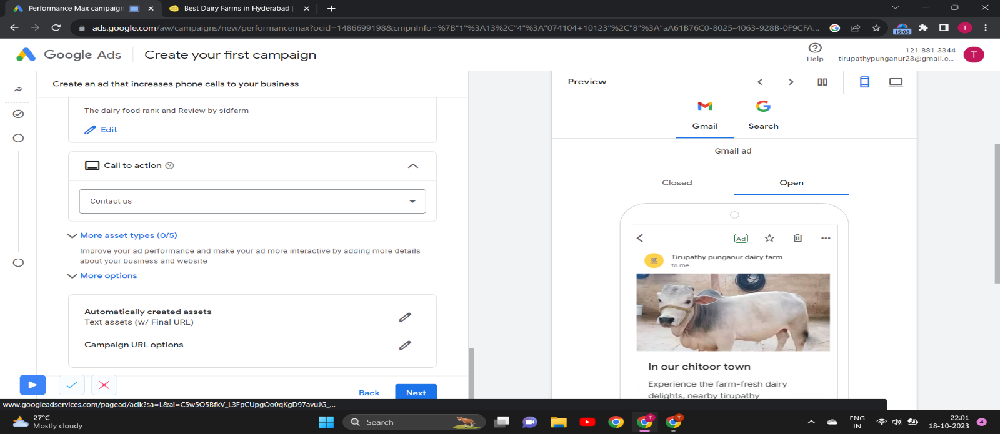 Performance Max campaign
Best Dairy Farms in Hyderabad |
ads.google.com/aw/campaigns/new/performancemax?ocid=1486699198&cmpnInfo=%7B"1"%3A13%2C"4"%3A"074104+10123"%2C"8"%3A"aA61B76C0-8025-4063-928B-0F9CFA...
15:08
T
Google Ads
Create your first campaign
Help
121-881-3344
tirupathypunganur23@gmail.c...
T
Create an ad that increases phone calls to your business
The dairy food rank and Review by sidfarm
Edit
Call to action
Contact us
More asset types (0/5)
Improve your ad performance and make your ad more interactive by adding more details
about your business and website
More options
Automatically created assets
Text assets (w/ Final URL)
Campaign URL options
Back
Next
Preview
Gmail
Search
Gmail ad
Closed
Open
Ad
Tirupathy punganur dairy farm
to me
In our chitoor town
Experience the farm-fresh dairy
delights, nearby tirupathy
www.googleadservices.com/pagead/aclk?sa=L&ai=C5w5Q5BfkV_L3FpCUpgOo0qKgD97avuJG_...
27°C
Mostly cloudy
Search
T
T
ENG
IN
22:01
18-10-2023
4